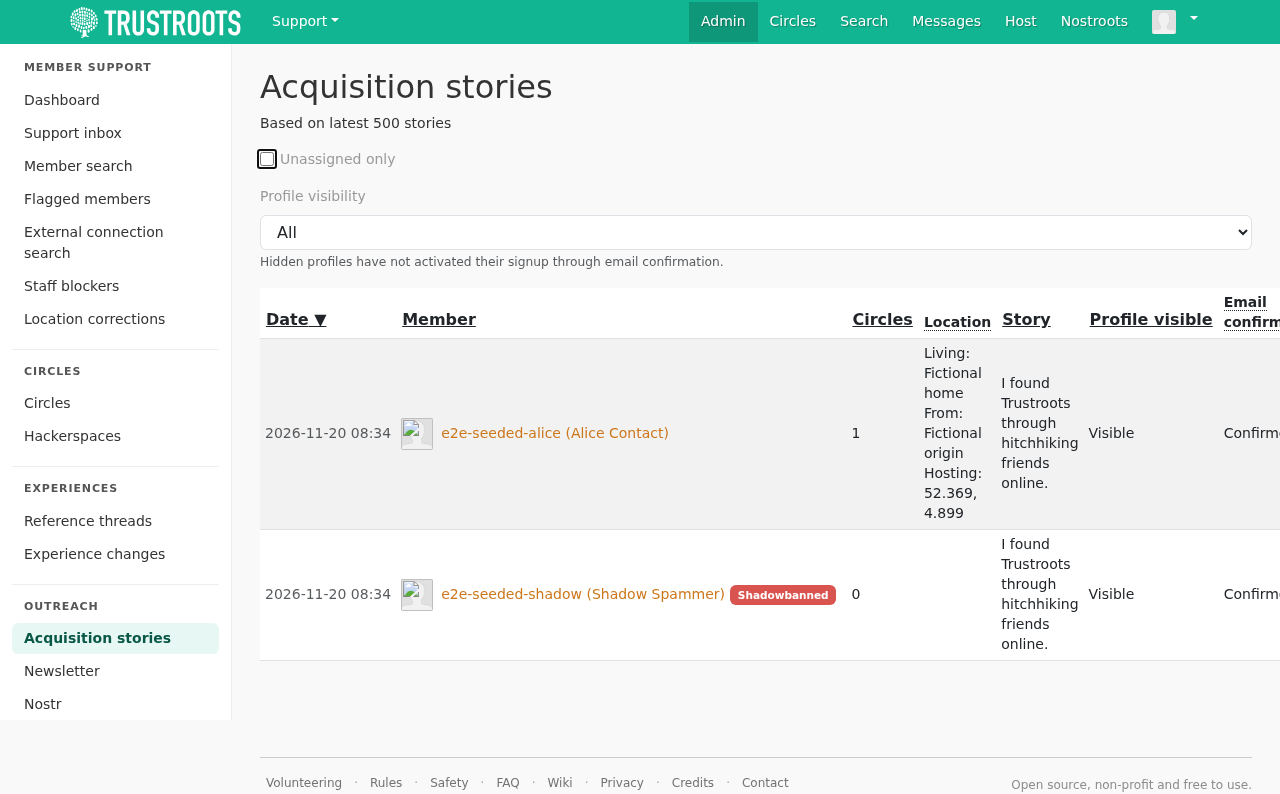 TRUSTROOTS
Support
Admin
Circles
Search
Messages
Host
Nostroots
MEMBER SUPPORT
Dashboard
Support inbox
Member search
Flagged members
External connection
search
Staff blockers
Location corrections
CIRCLES
Circles
Hackerspaces
EXPERIENCES
Reference threads
Experience changes
OUTREACH
Acquisition stories
Newsletter
Nostr
Acquisition stories
Based on latest 500 stories
Unassigned only
Profile visibility
All
Hidden profiles have not activated their signup through email confirmation.
Date ▼
Member
Circles
Location
Story
Profile visible
Email
2026-11-20 08:34
e2e-seeded-alice (Alice Contact)
1
Living:
Fictional
home
From:
Fictional
origin
Hosting:
52.369,
4.899
I found
Trustroots
through
hitchhiking
friends
online.
Visible
2026-11-20 08:34
e2e-seeded-shadow (Shadow Spammer) Shadowbanned
0
I found
Trustroots
through
hitchhiking
friends
online.
Visible
Volunteering · Rules · Safety · FAQ · Wiki · Privacy · Credits · Contact
Open source, non-profit and free to use.